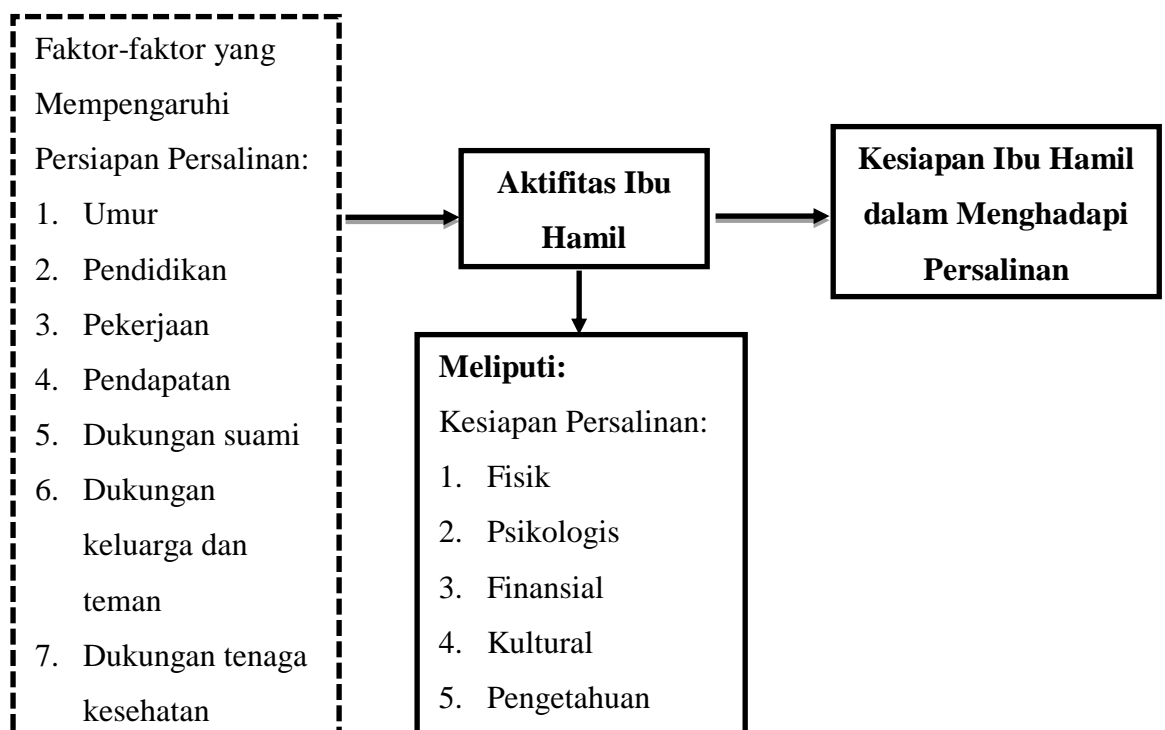 Faktor-faktor yang
Mempengaruhi
Persiapan Persalinan:
1. Umur
2. Pendidikan
3. Pekerjaan
4. Pendapatan
5. Dukungan suami
6. Dukungan
keluarga dan
teman
7. Dukungan tenaga
kesehatan
Aktifitas Ibu
Hamil
Kesiapan Ibu Hamil
dalam Menghadapi
Persalinan
Meliputi:
Kesiapan Persalinan:
1. Fisik
2. Psikologis
3. Finansial
4. Kultural
5. Pengetahuan